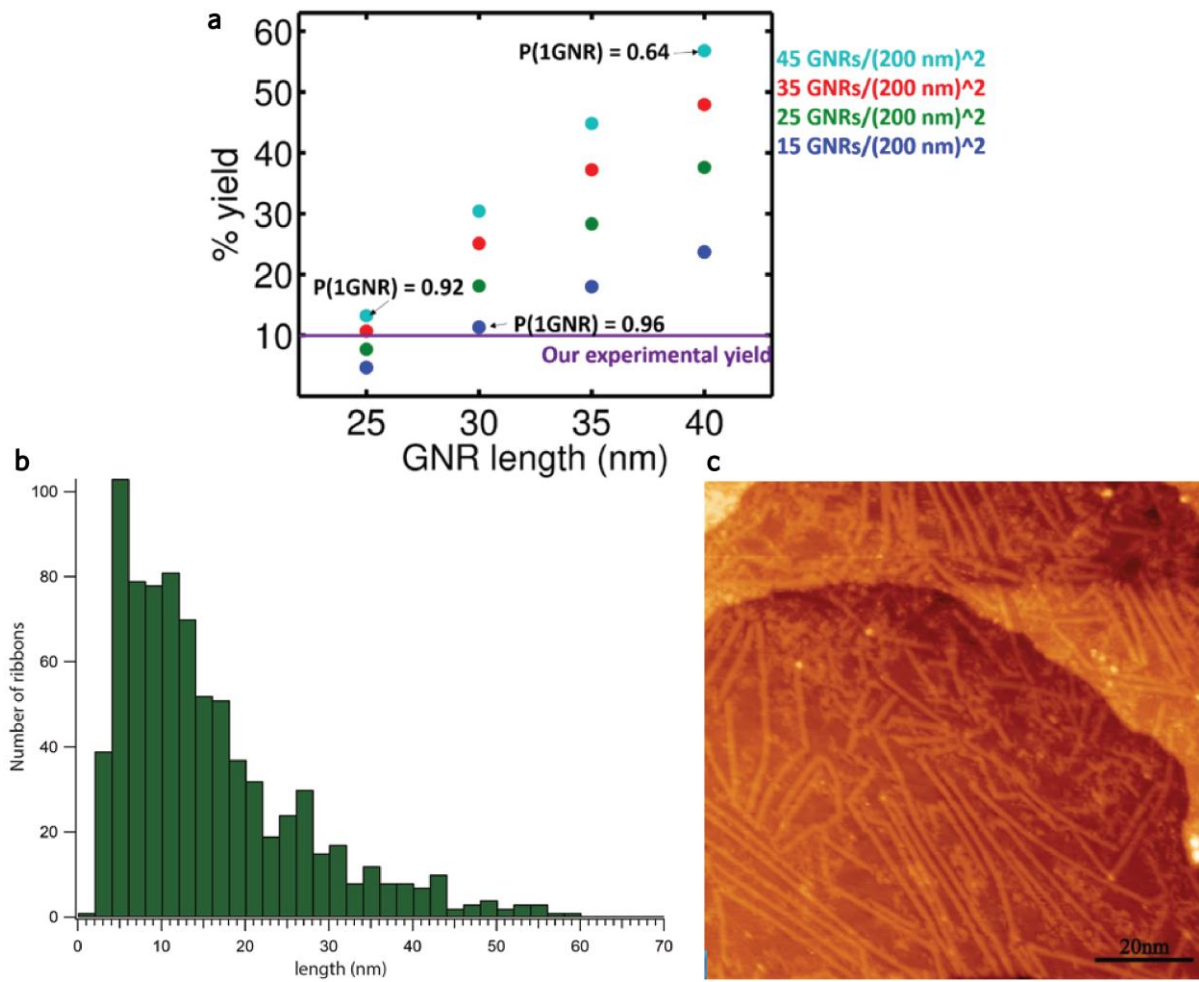 a
60
50
40
30
20
10
% yield
25 30 35 40
GNR length (nm)
P(1GNR) = 0.64
P(1GNR) = 0.92
P(1GNR) = 0.96
Our experimental yield
45 GNRs/(200 nm)^2
35 GNRs/(200 nm)^2
25 GNRs/(200 nm)^2
15 GNRs/(200 nm)^2
b
100
80
60
40
20
0
Number of ribbons
0 10 20 30 40 50 60 70
length (nm)
c
20nm